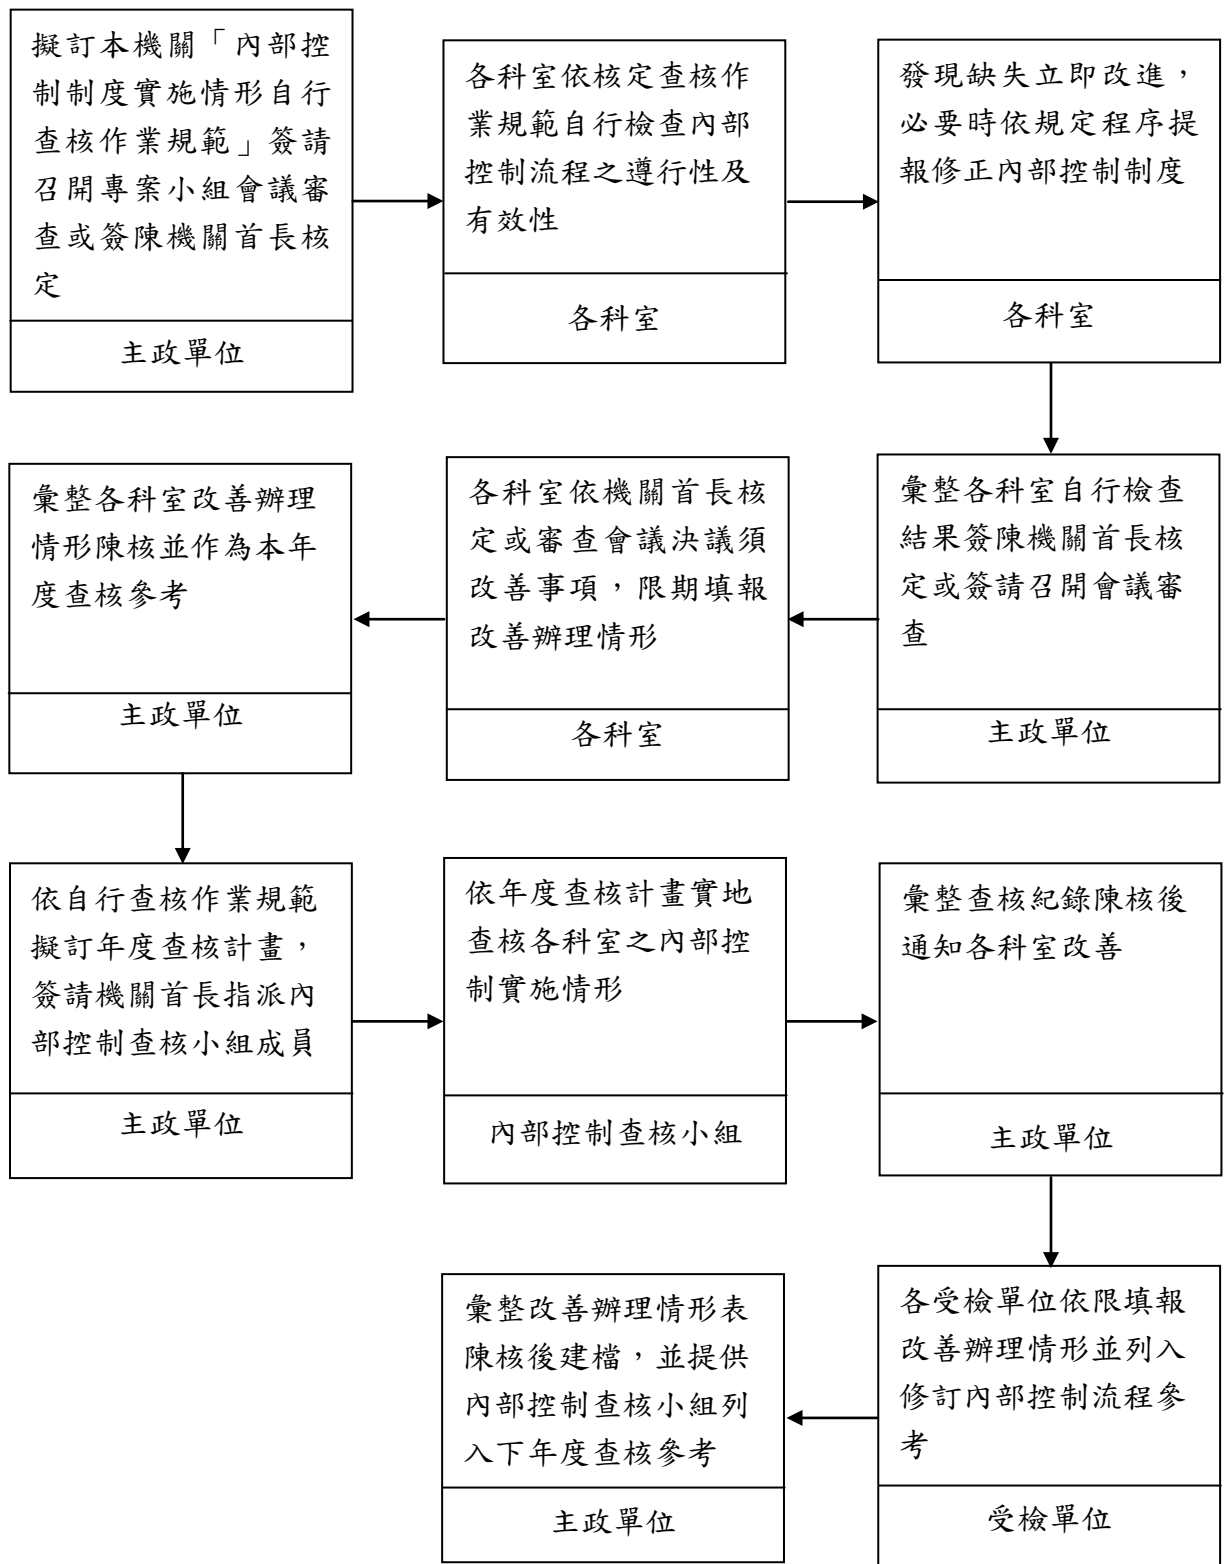 擬訂本機關「內部控
制制度實施情形自行
查核作業規範」簽請
召開專案小組會議審
查或簽陳機關首長核
定
主政單位
各科室依核定查核作
業規範自行檢查內部
控制流程之遵行性及
有效性
各科室
發現缺失立即改進，
必要時依規定程序提
報修正內部控制制度
各科室
彙整各科室自行檢查
結果簽陳機關首長核
定或簽請召開會議審
查
主政單位
各科室依機關首長核
定或審查會議決議須
改善事項，限期填報
改善辦理情形
各科室
彙整各科室改善辦理
情形陳核並作為本年
度查核參考
主政單位
依自行查核作業規範
擬訂年度查核計畫，
簽請機關首長指派內
部控制查核小組成員
主政單位
依年度查核計畫實地
查核各科室之內部控
制實施情形
內部控制查核小組
彙整查核紀錄陳核後
通知各科室改善
主政單位
各受檢單位依限填報
改善辦理情形並列入
修訂內部控制流程參
考
受檢單位
彙整改善辦理情形表
陳核後建檔，並提供
內部控制查核小組列
入下年度查核參考
主政單位